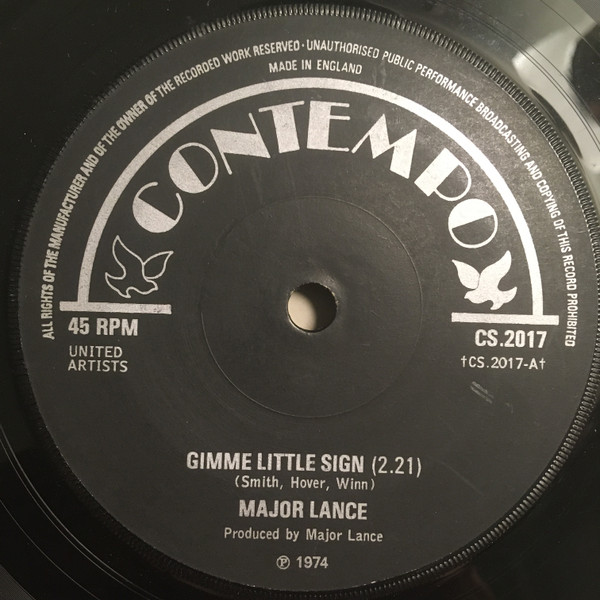 ALL RIGHTS OF THE MANUFACTURER AND OF THE OWNER OF THE RECORDED WORK RESERVED · UNAUTHORISED PUBLIC PERFORMANCE BROADCASTING AND COPYING OF THIS RECORD PROHIBITED
MADE IN ENGLAND
CONTEMPO
45 RPM
CS.2017
UNITED
ARTISTS
†CS.2017-A†
GIMME LITTLE SIGN (2.21)
(Smith, Hover, Winn)
MAJOR LANCE
Produced by Major Lance
℗ 1974